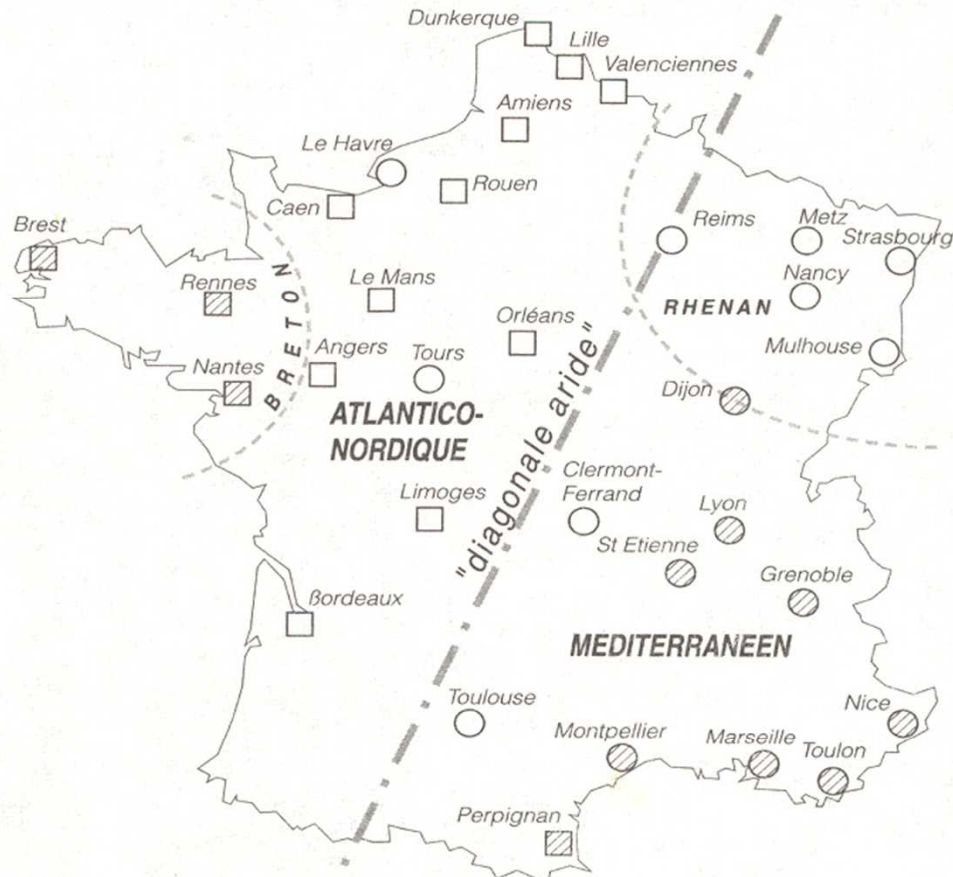 Dunkerque
Lille
Valenciennes
Amiens
Le Havre
Rouen
Caen
Brest
Reims
Metz
Strasbourg
Rennes
Le Mans
Nancy
RHENAN
BRETON
Orléans
Angers
Tours
Mulhouse
Nantes
Dijon
ATLANTICO-
NORDIQUE
"diagonale aride"
Clermont-
Ferrand
Limoges
Lyon
St Etienne
Grenoble
Bordeaux
MEDITERRANEEN
Toulouse
Nice
Montpellier
Marseille
Toulon
Perpignan